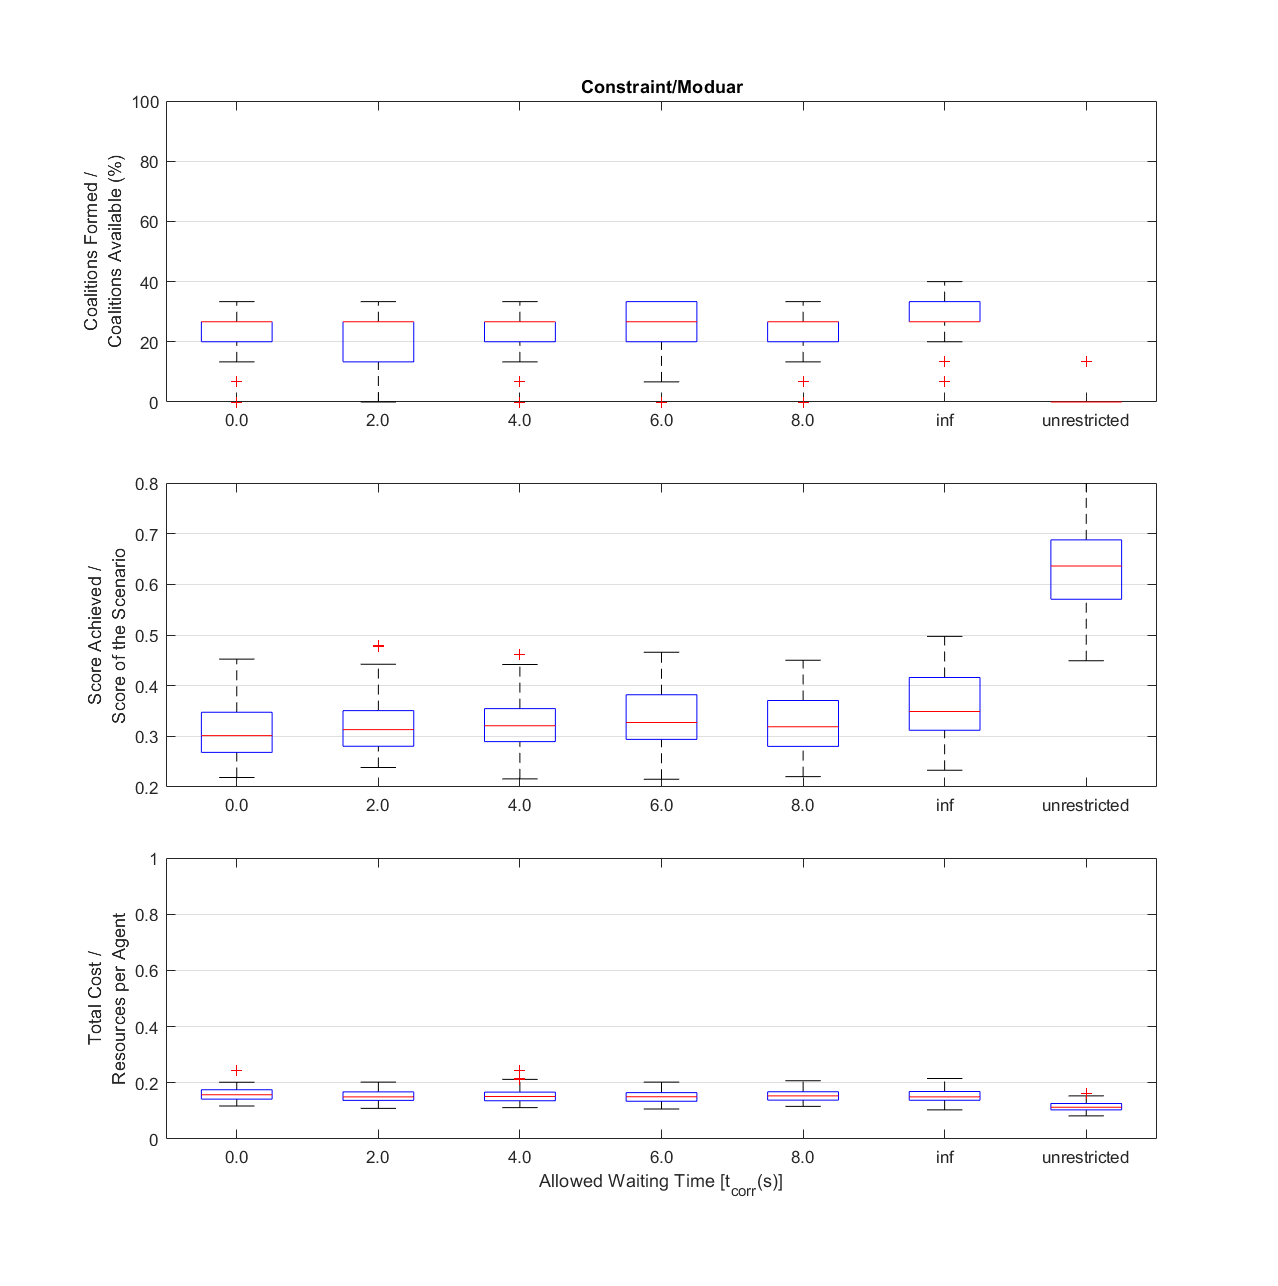 Constraint/Moduar
100
80
60
40
20
0
Coalitions Formed /
Coalitions Available (%)
0.0 2.0 4.0 6.0 8.0 inf unrestricted
0.8
0.7
0.6
0.5
0.4
0.3
0.2
Score Achieved /
Score of the Scenario
0.0 2.0 4.0 6.0 8.0 inf unrestricted
1
0.8
0.6
0.4
0.2
0
Total Cost /
Resources per Agent
0.0 2.0 4.0 6.0 8.0 inf unrestricted
Allowed Waiting Time [tcorr(s)]